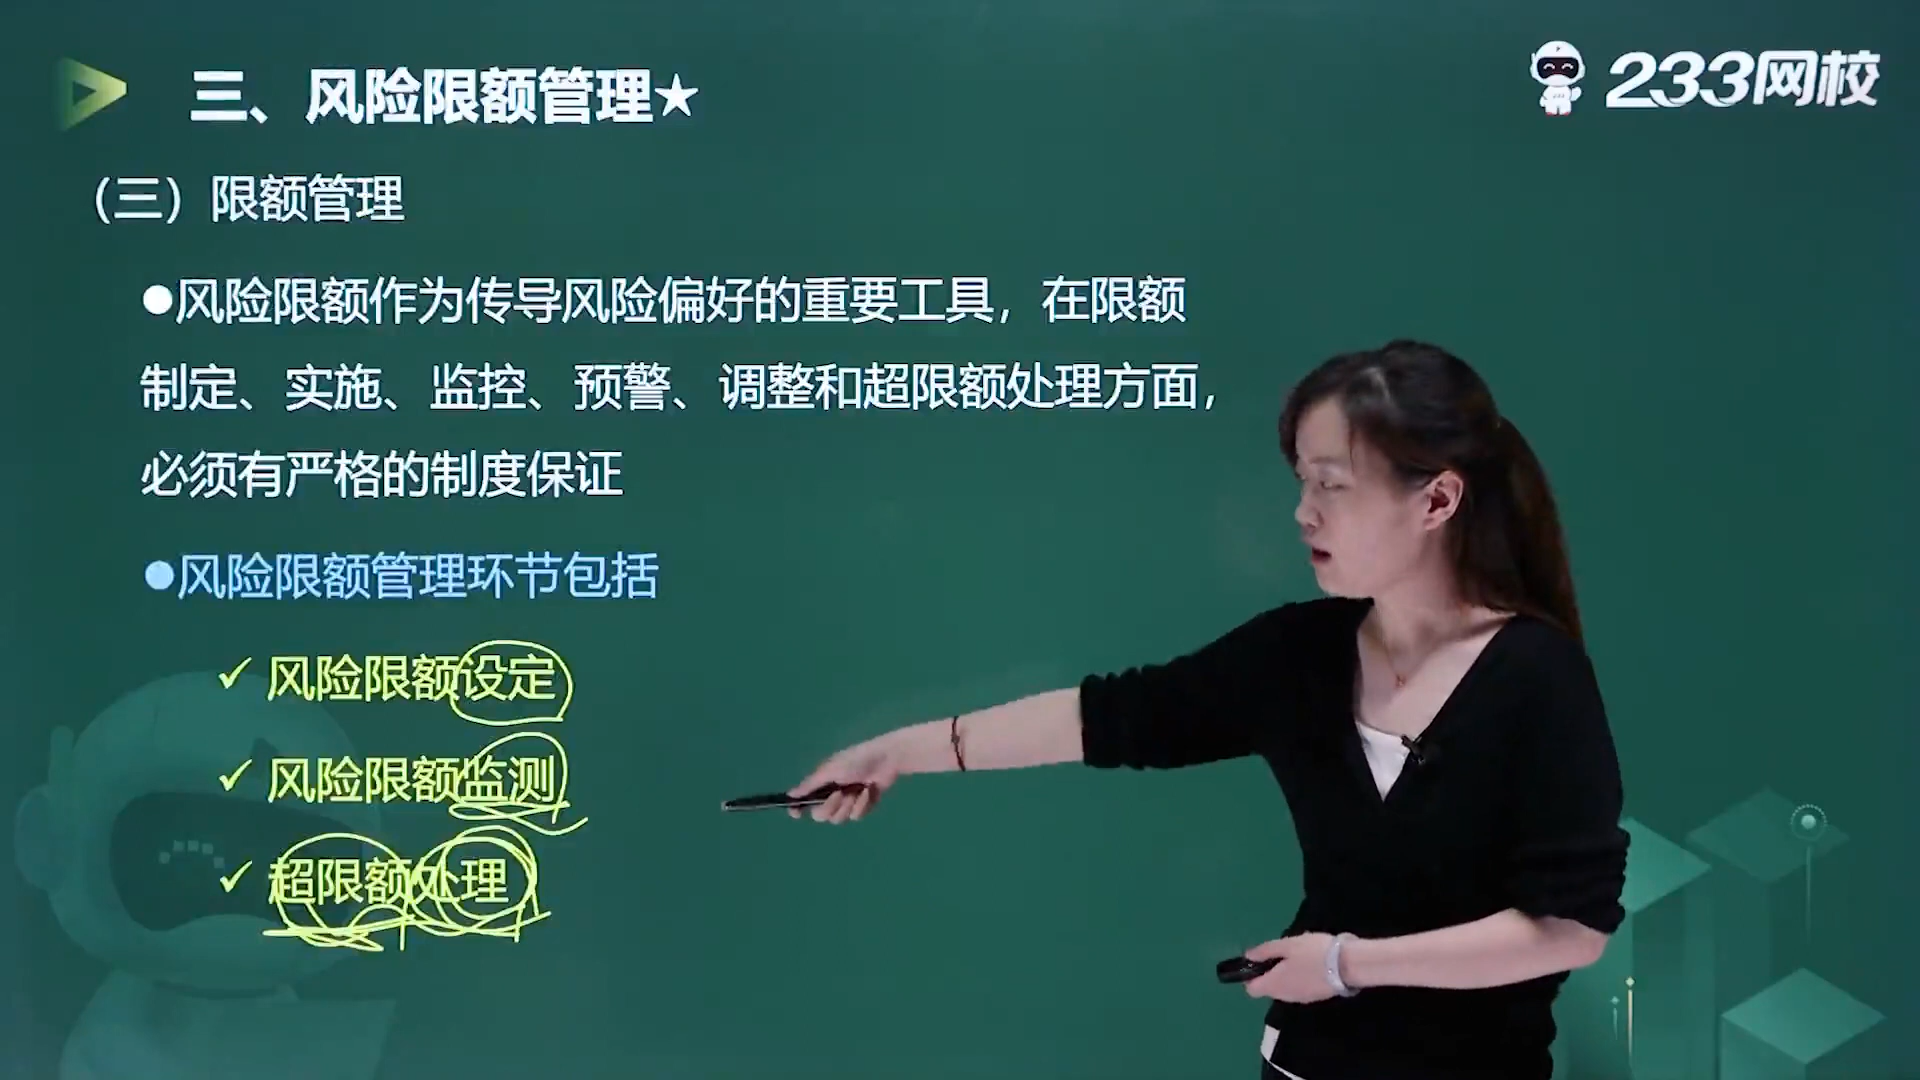 三、风险限额管理★
233网校
（三）限额管理
●风险限额作为传导风险偏好的重要工具，在限额
制定、实施、监控、预警、调整和超限额处理方面，
必须有严格的制度保证
●风险限额管理环节包括
✓ 风险限额设定
✓ 风险限额监测
✓ 超限额处理